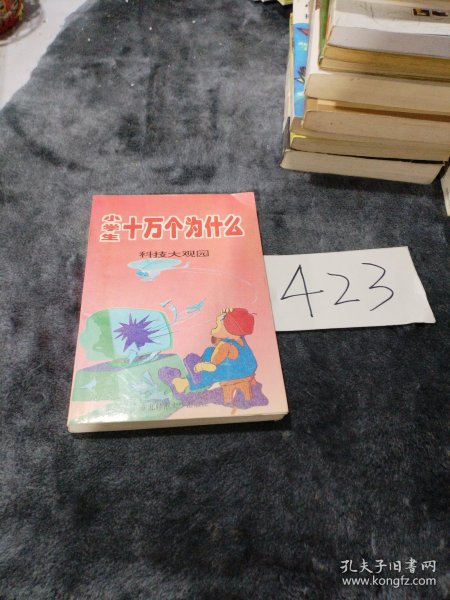 小学生
十万个为什么
科技大观园
423
孔夫子旧书网
www.kongfz.com